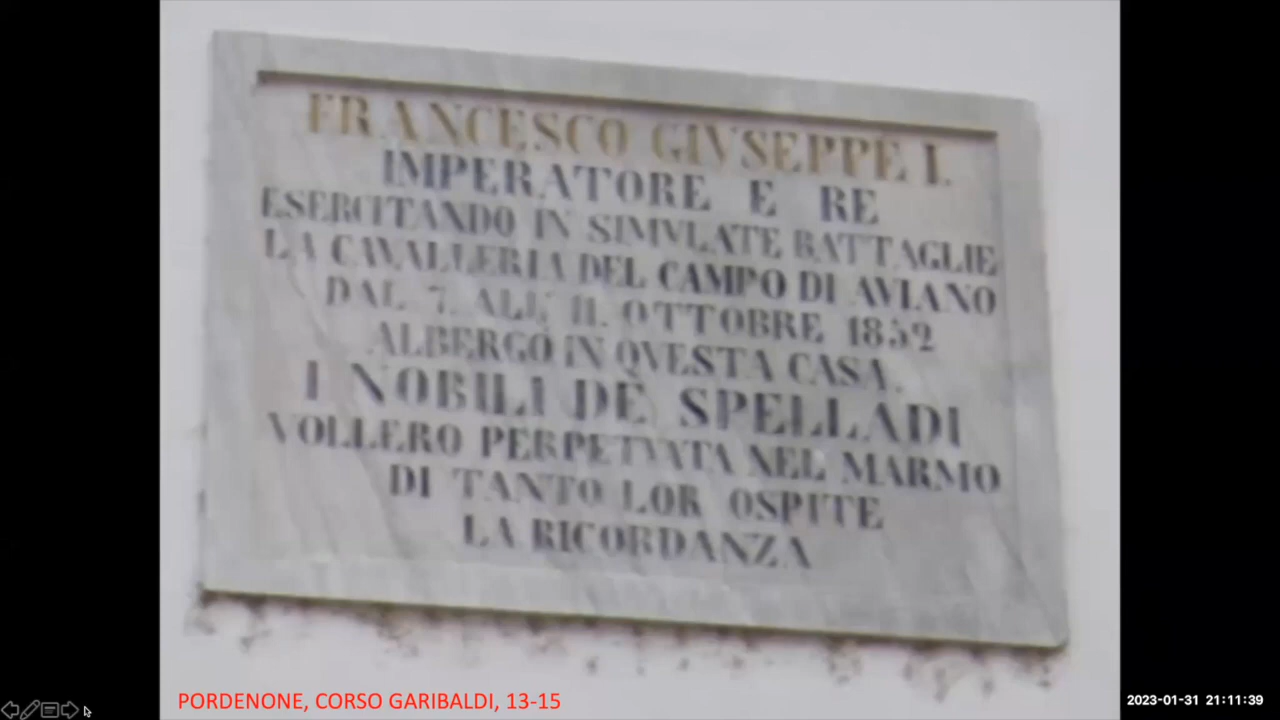 FRANCESCO GIVSEPPE I.
IMPERATORE E RE
ESERCITANDO IN SIMVLATE BATTAGLIE
LA CAVALLERIA DEL CAMPO DI AVIANO
DAL 7. ALL' 11. OTTOBRE 1852
ALBERGO IN QVESTA CASA.
I NOBILI DE SPELLADI
VOLLERO PERPETVATA NEL MARMO
DI TANTO LOR OSPITE
LA RICORDANZA
PORDENONE, CORSO GARIBALDI, 13-15
2023-01-31 21:11:39